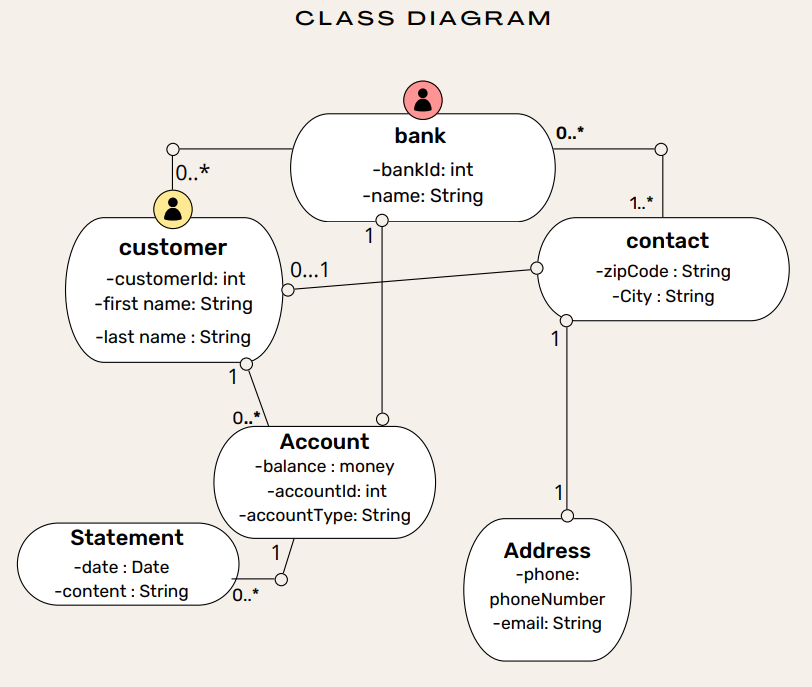 CLASS DIAGRAM
bank
-bankId: int
-name: String
0..*
0..*
1..*
1
customer
-customerId: int
-first name: String
-last name : String
0...1
contact
-zipCode : String
-City : String
1
1
0..*
Account
-balance : money
-accountId: int
-accountType: String
1
Statement
-date : Date
-content : String
0..*
1
Address
-phone:
phoneNumber
-email: String